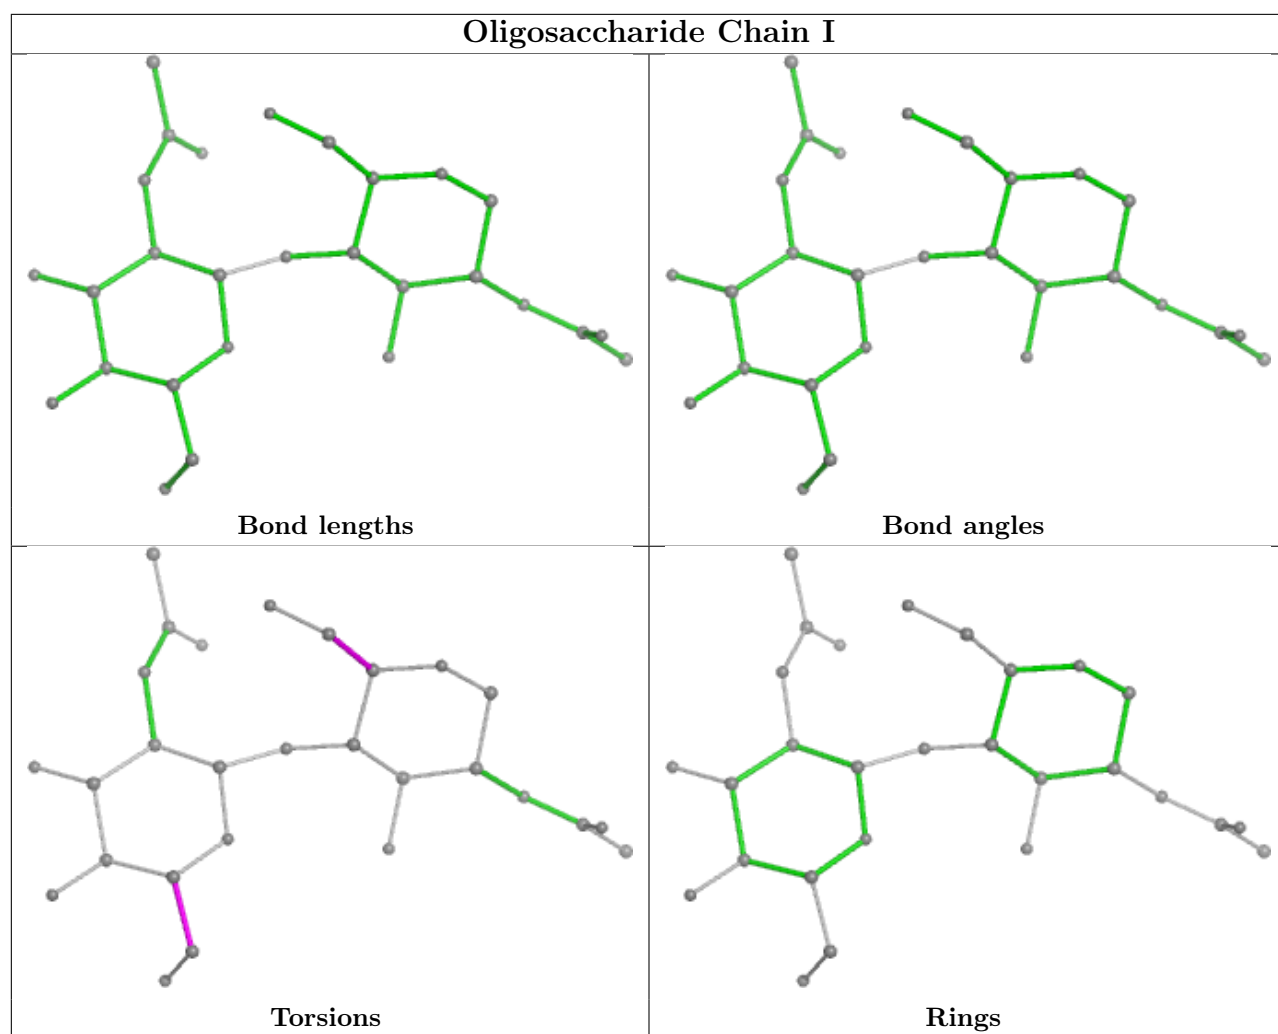 Oligosaccharide Chain I
Bond lengths
Bond angles
Torsions
Rings